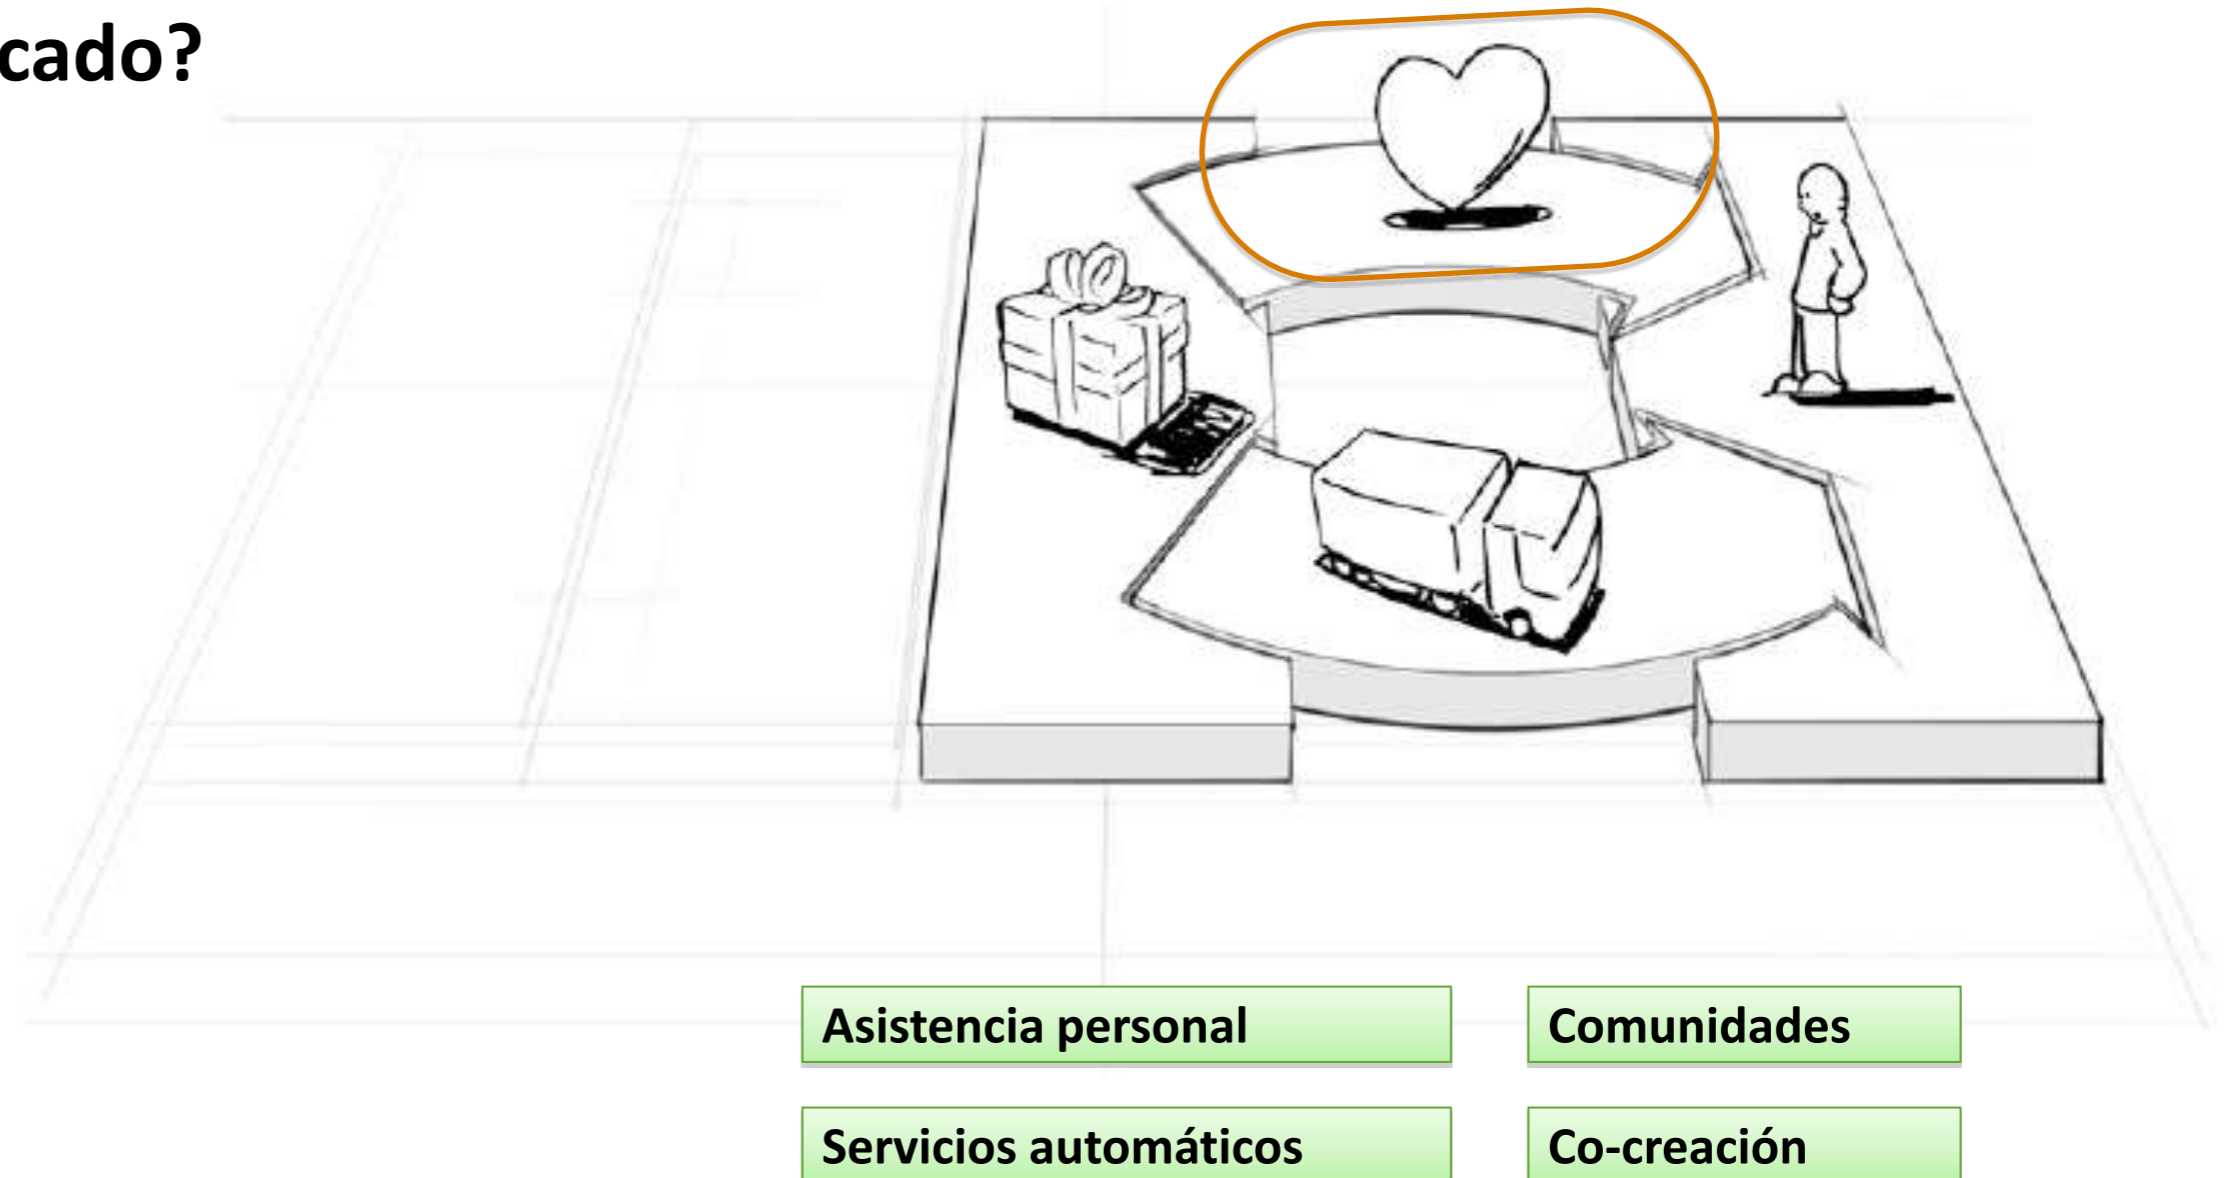 cado?
Asistencia personal
Comunidades
Servicios automáticos
Co-creación